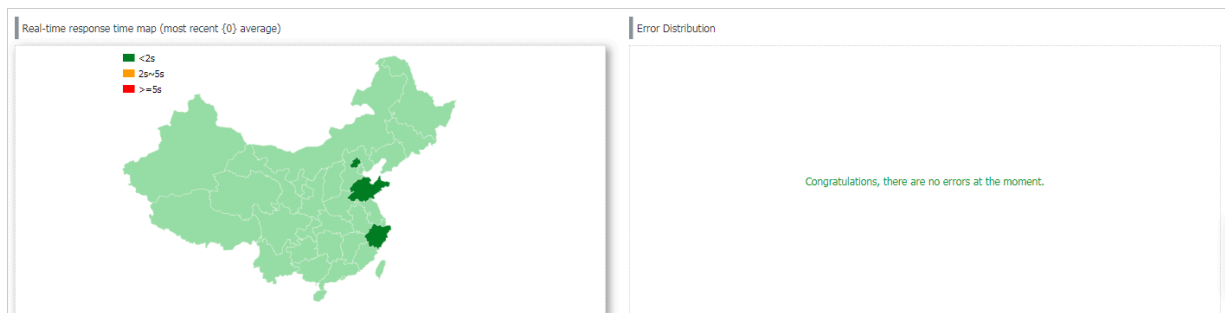 Real-time response time map (most recent {0} average)
<2s
2s~5s
>=5s
Error Distribution
Congratulations, there are no errors at the moment.